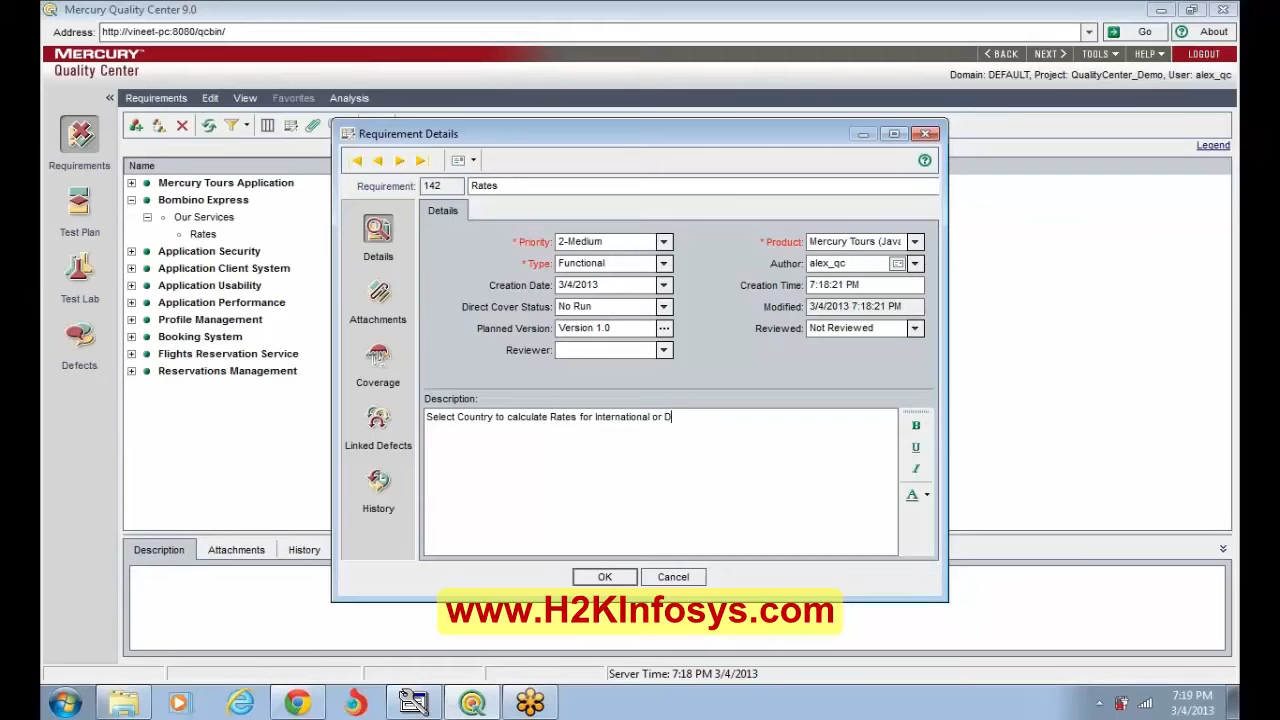 Mercury Quality Center 9.0
Address: http://vineet-pc:8080/qcbin/ Go About
MERCURY™ BACK NEXT TOOLS HELP LOGOUT
Quality Center Domain: DEFAULT, Project: QualityCenter_Demo, User: alex_qc
« Requirements Edit View Favorites Analysis
Legend
Requirements
Test Plan
Test Lab
Defects
Name
Mercury Tours Application
Bombino Express
Our Services
Rates
Application Security
Application Client System
Application Usability
Application Performance
Profile Management
Booking System
Flights Reservation Service
Reservations Management
Requirement Details
Requirement: 142 Rates
Details
Attachments
Coverage
Linked Defects
History
Details
* Priority: 2-Medium * Product: Mercury Tours (Java
* Type: Functional Author: alex_qc
Creation Date: 3/4/2013 Creation Time: 7:18:21 PM
Direct Cover Status: No Run Modified: 3/4/2013 7:18:21 PM
Planned Version: Version 1.0 Reviewed: Not Reviewed
Reviewer:
Description:
Select Country to calculate Rates for International or D
B
U
I
A
OK Cancel
Description Attachments History
www.H2KInfosys.com
Server Time: 7:18 PM 3/4/2013
7:19 PM
3/4/2013